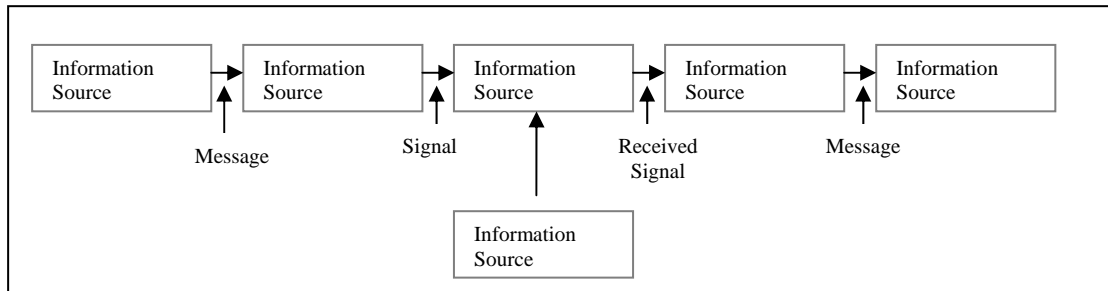 Information
Source
Information
Source
Information
Source
Information
Source
Information
Source
Message
Signal
Received
Signal
Message
Information
Source